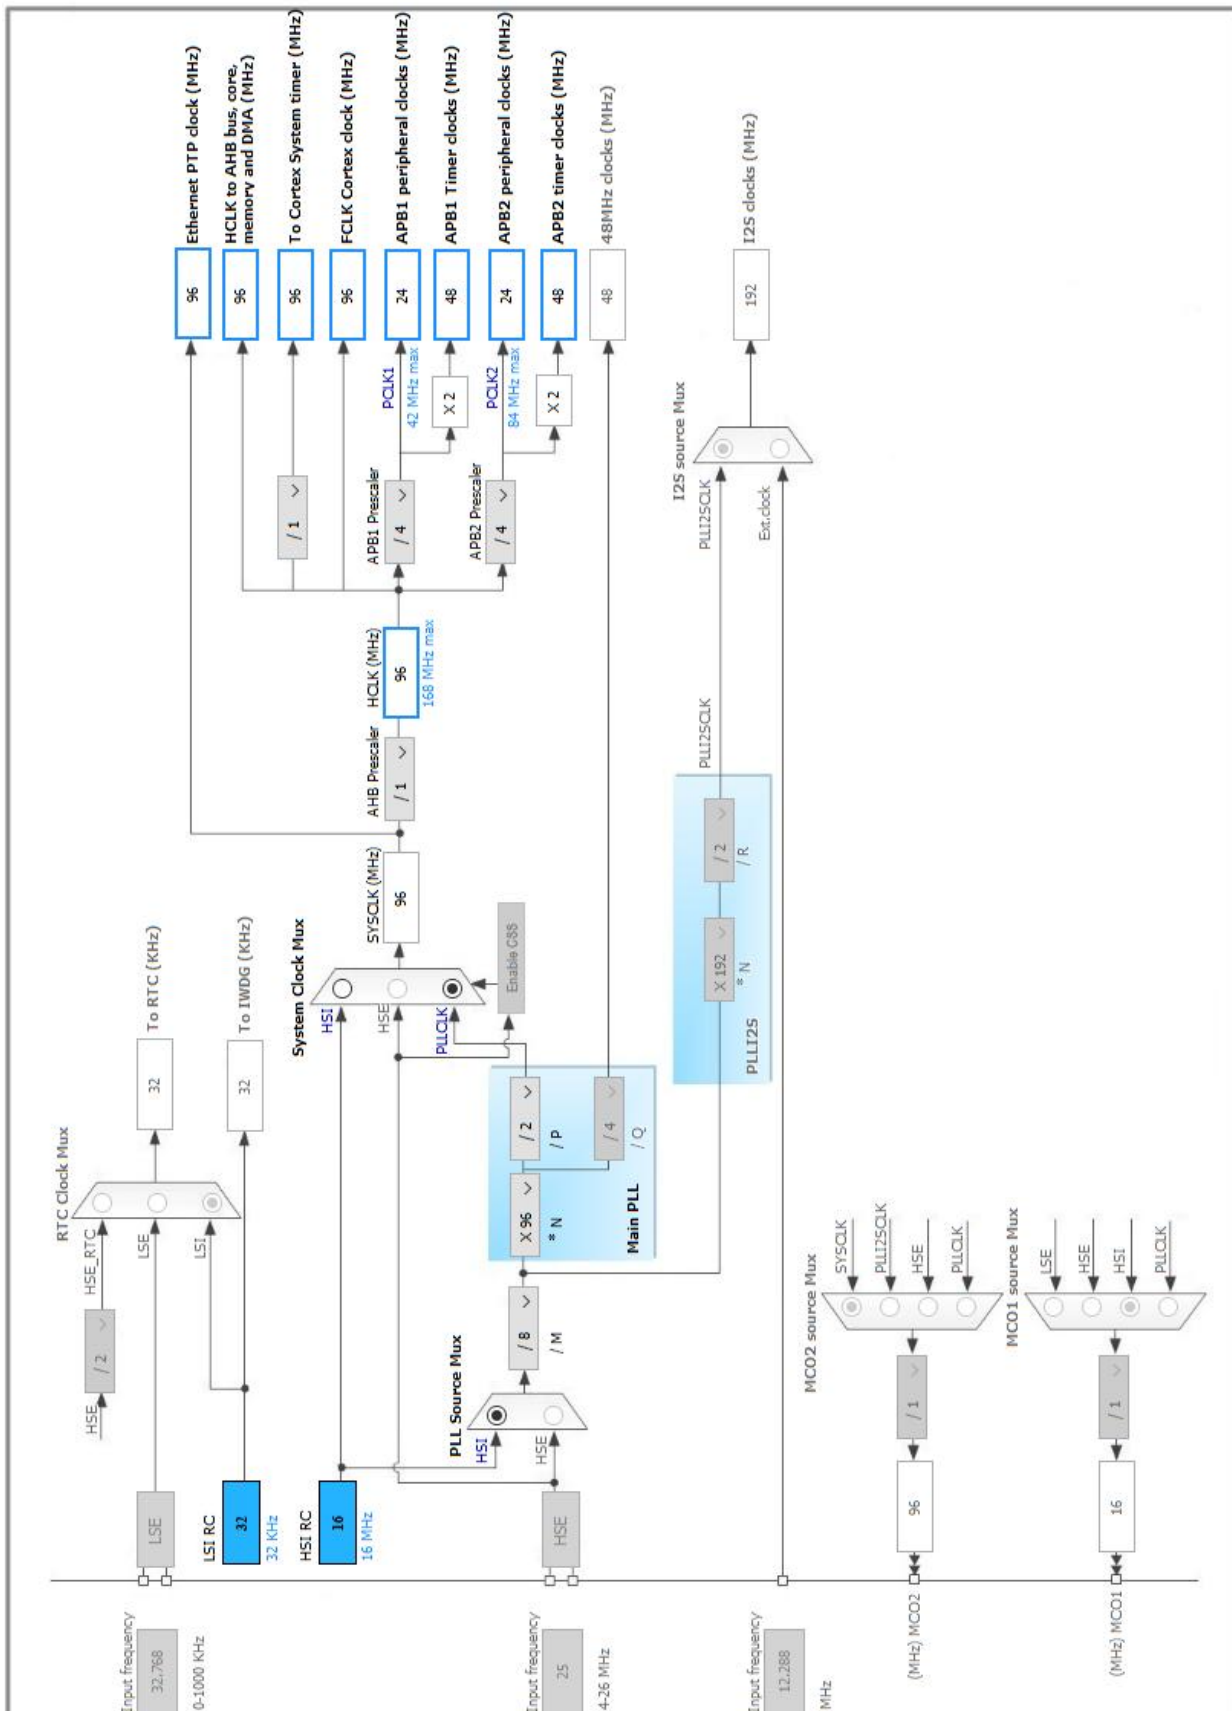 Input frequency
32.768
0-1000 KHz
LSE
HSE
/ 2
HSE_RTC
LSE
LSI
RTC Clock Mux
32
To RTC (KHz)
LSI RC
32
32 KHz
32
To IWDG (KHz)
HSI RC
16
16 MHz
Input frequency
25
4-26 MHz
HSE
PLL Source Mux
HSI
HSE
/ 8
/ M
X 96
* N
/ 2
/ P
/ 4
/ Q
Main PLL
System Clock Mux
HSI
HSE
PLLCLK
Enable CSS
SYSCLK (MHz)
96
AHB Prescaler
/ 1
HCLK (MHz)
96
168 MHz max
/ 1
APB1 Prescaler
/ 4
PCLK1
42 MHz max
X 2
APB2 Prescaler
/ 4
PCLK2
84 MHz max
X 2
96
Ethernet PTP clock (MHz)
96
HCLK to AHB bus, core,
memory and DMA (MHz)
96
To Cortex System timer (MHz)
96
FCLK Cortex clock (MHz)
24
APB1 peripheral clocks (MHz)
48
APB1 Timer clocks (MHz)
24
APB2 peripheral clocks (MHz)
48
APB2 timer clocks (MHz)
48
48MHz clocks (MHz)
PLLI2S
X 192
* N
/ 2
/ R
PLLI2SCLK
PLLI2SCLK
Ext.clock
I2S source Mux
192
I2S clocks (MHz)
Input frequency
12.288
MHz
(MHz) MCO2
96
/ 1
MCO2 source Mux
SYSCLK
PLLI2SCLK
HSE
PLLCLK
(MHz) MCO1
16
/ 1
MCO1 source Mux
LSE
HSE
HSI
PLLCLK